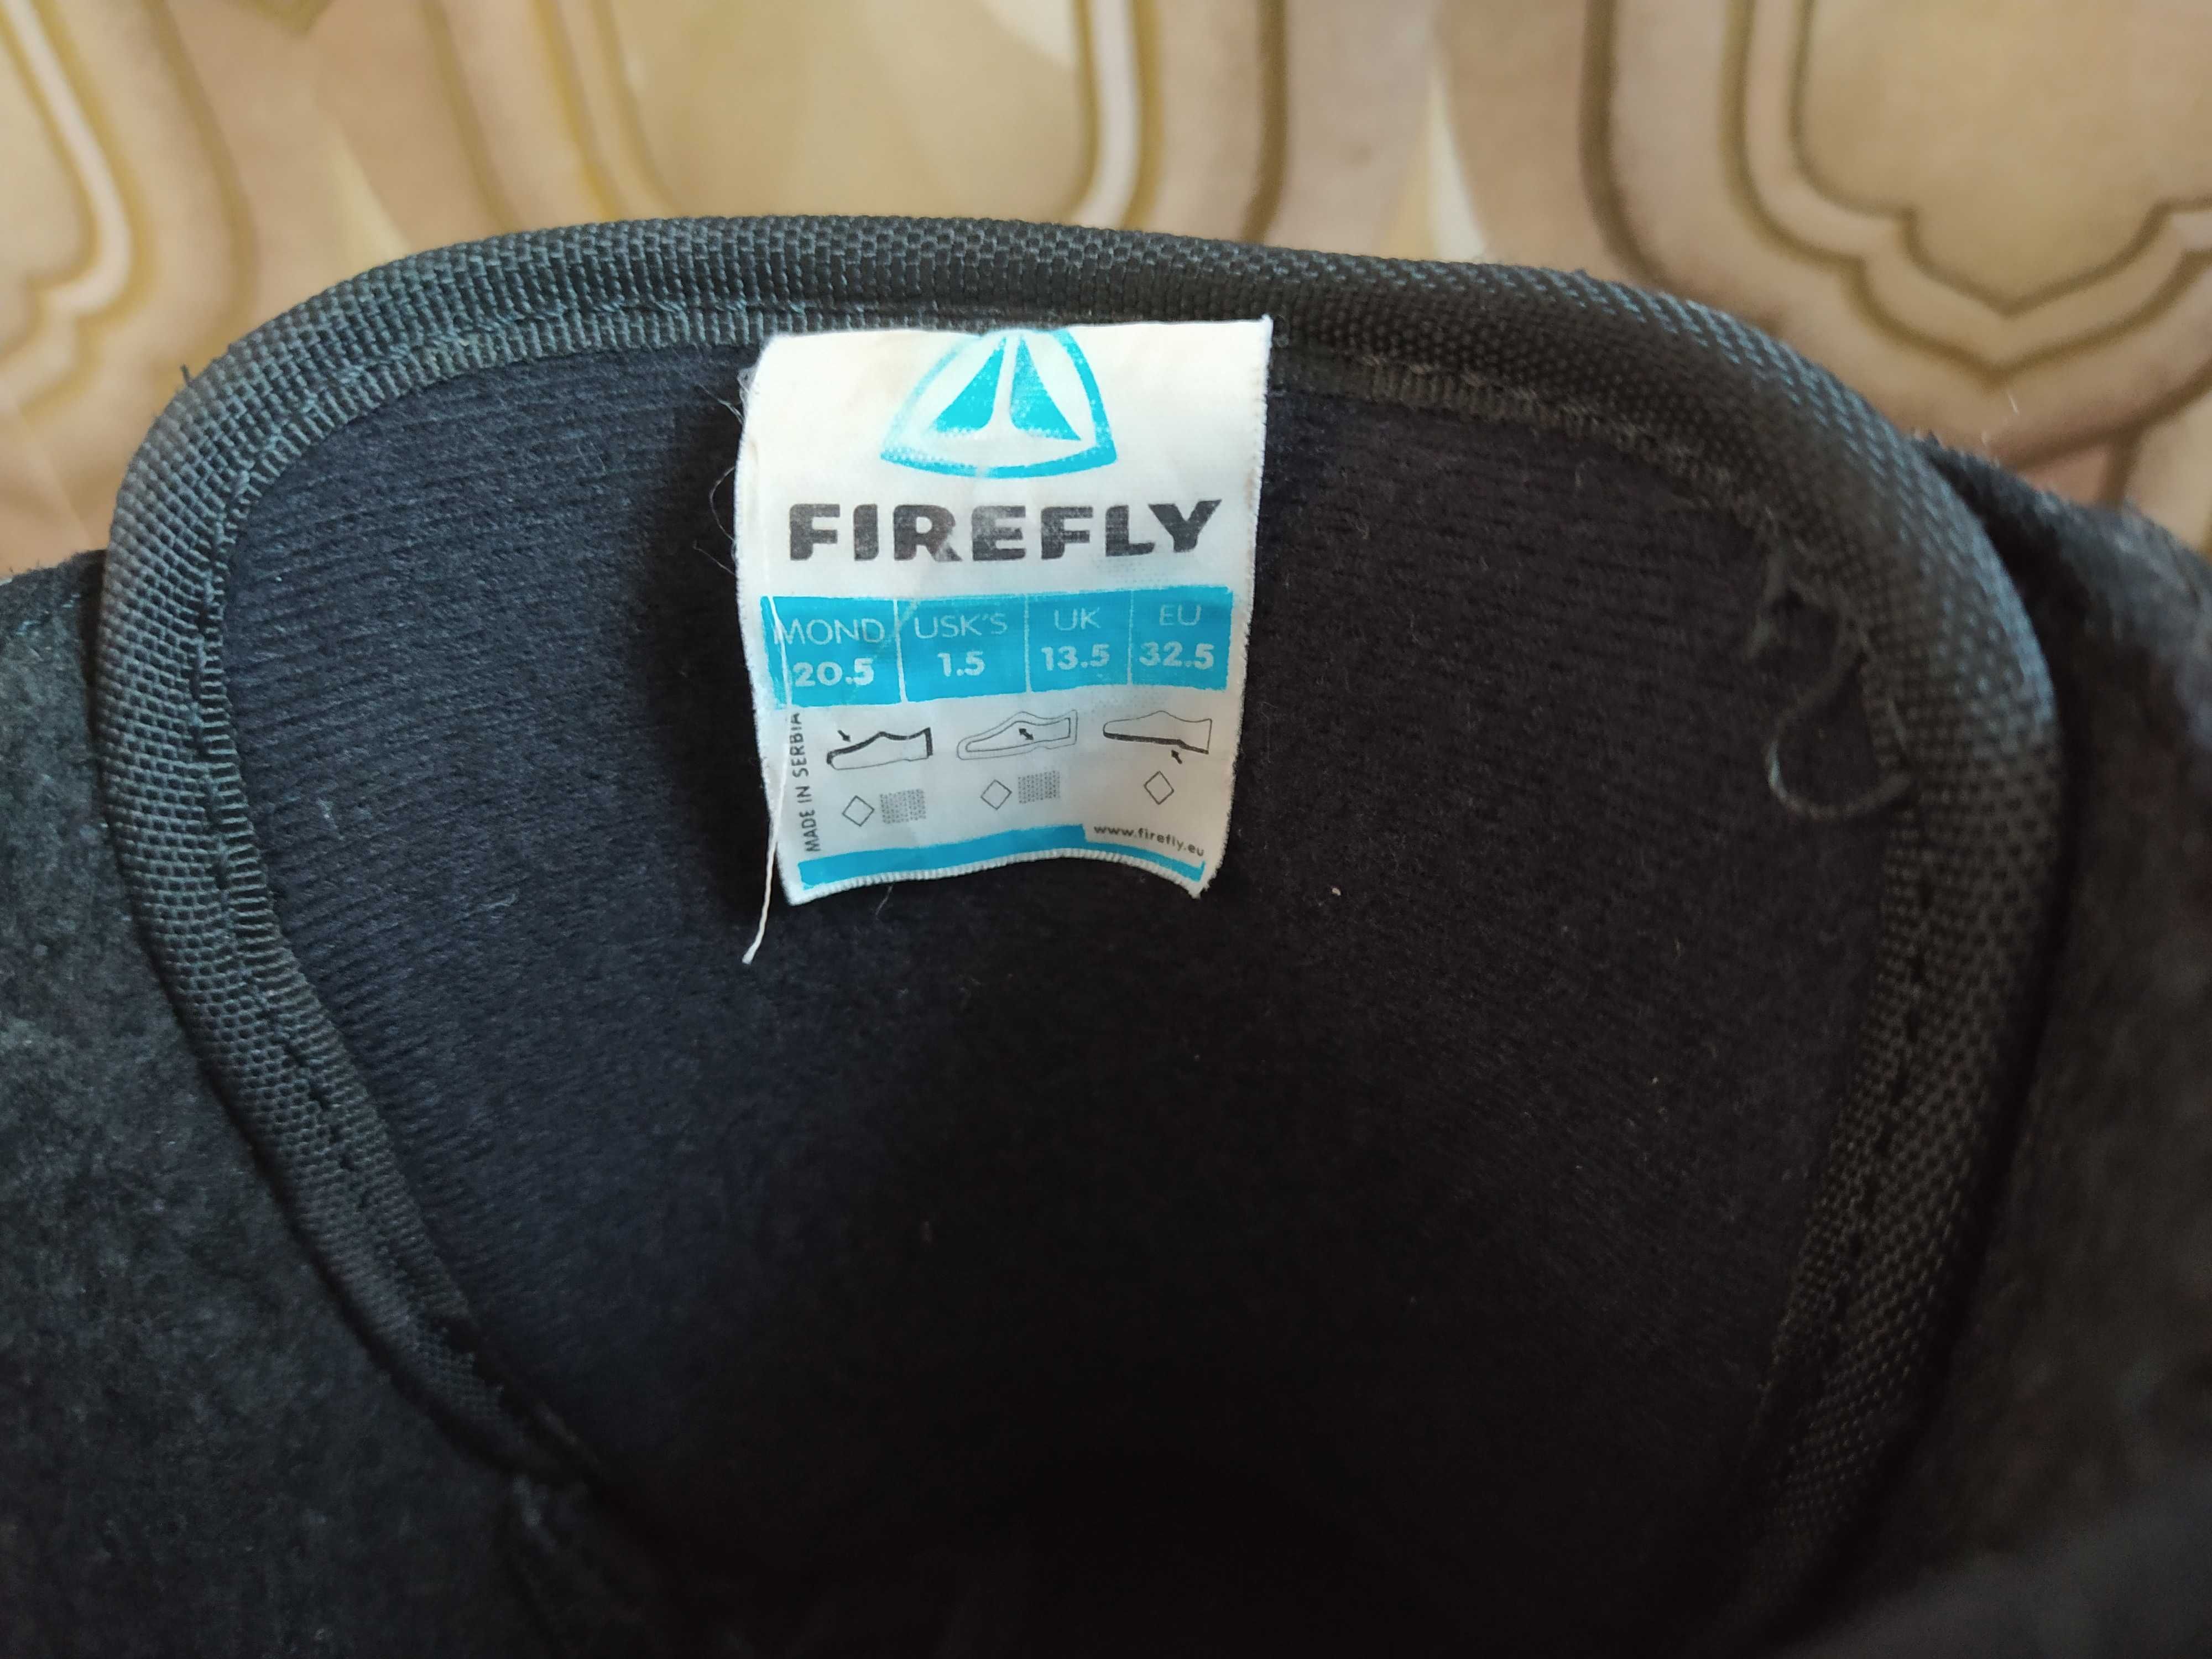 FIREFLY
MOND USK'S UK EU
20.5 1.5 13.5 32.5
MADE IN SERBIA
www.firefly.eu